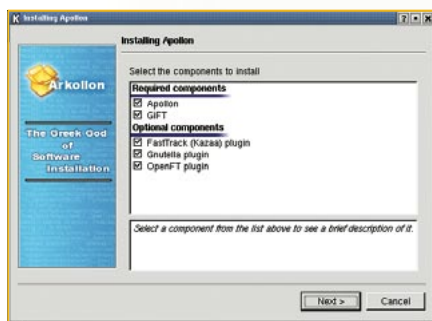 Installing Apollon
Installing Apollon
Arkollon
The Greek God
of
Software
Installation
Select the components to install
Required components
Apollon
GIFT
Optional components
FastTrack (Kazaa) plugin
Gnutella plugin
OpenFT plugin
Select a component from the list above to see a brief description of it.
Next >
Cancel